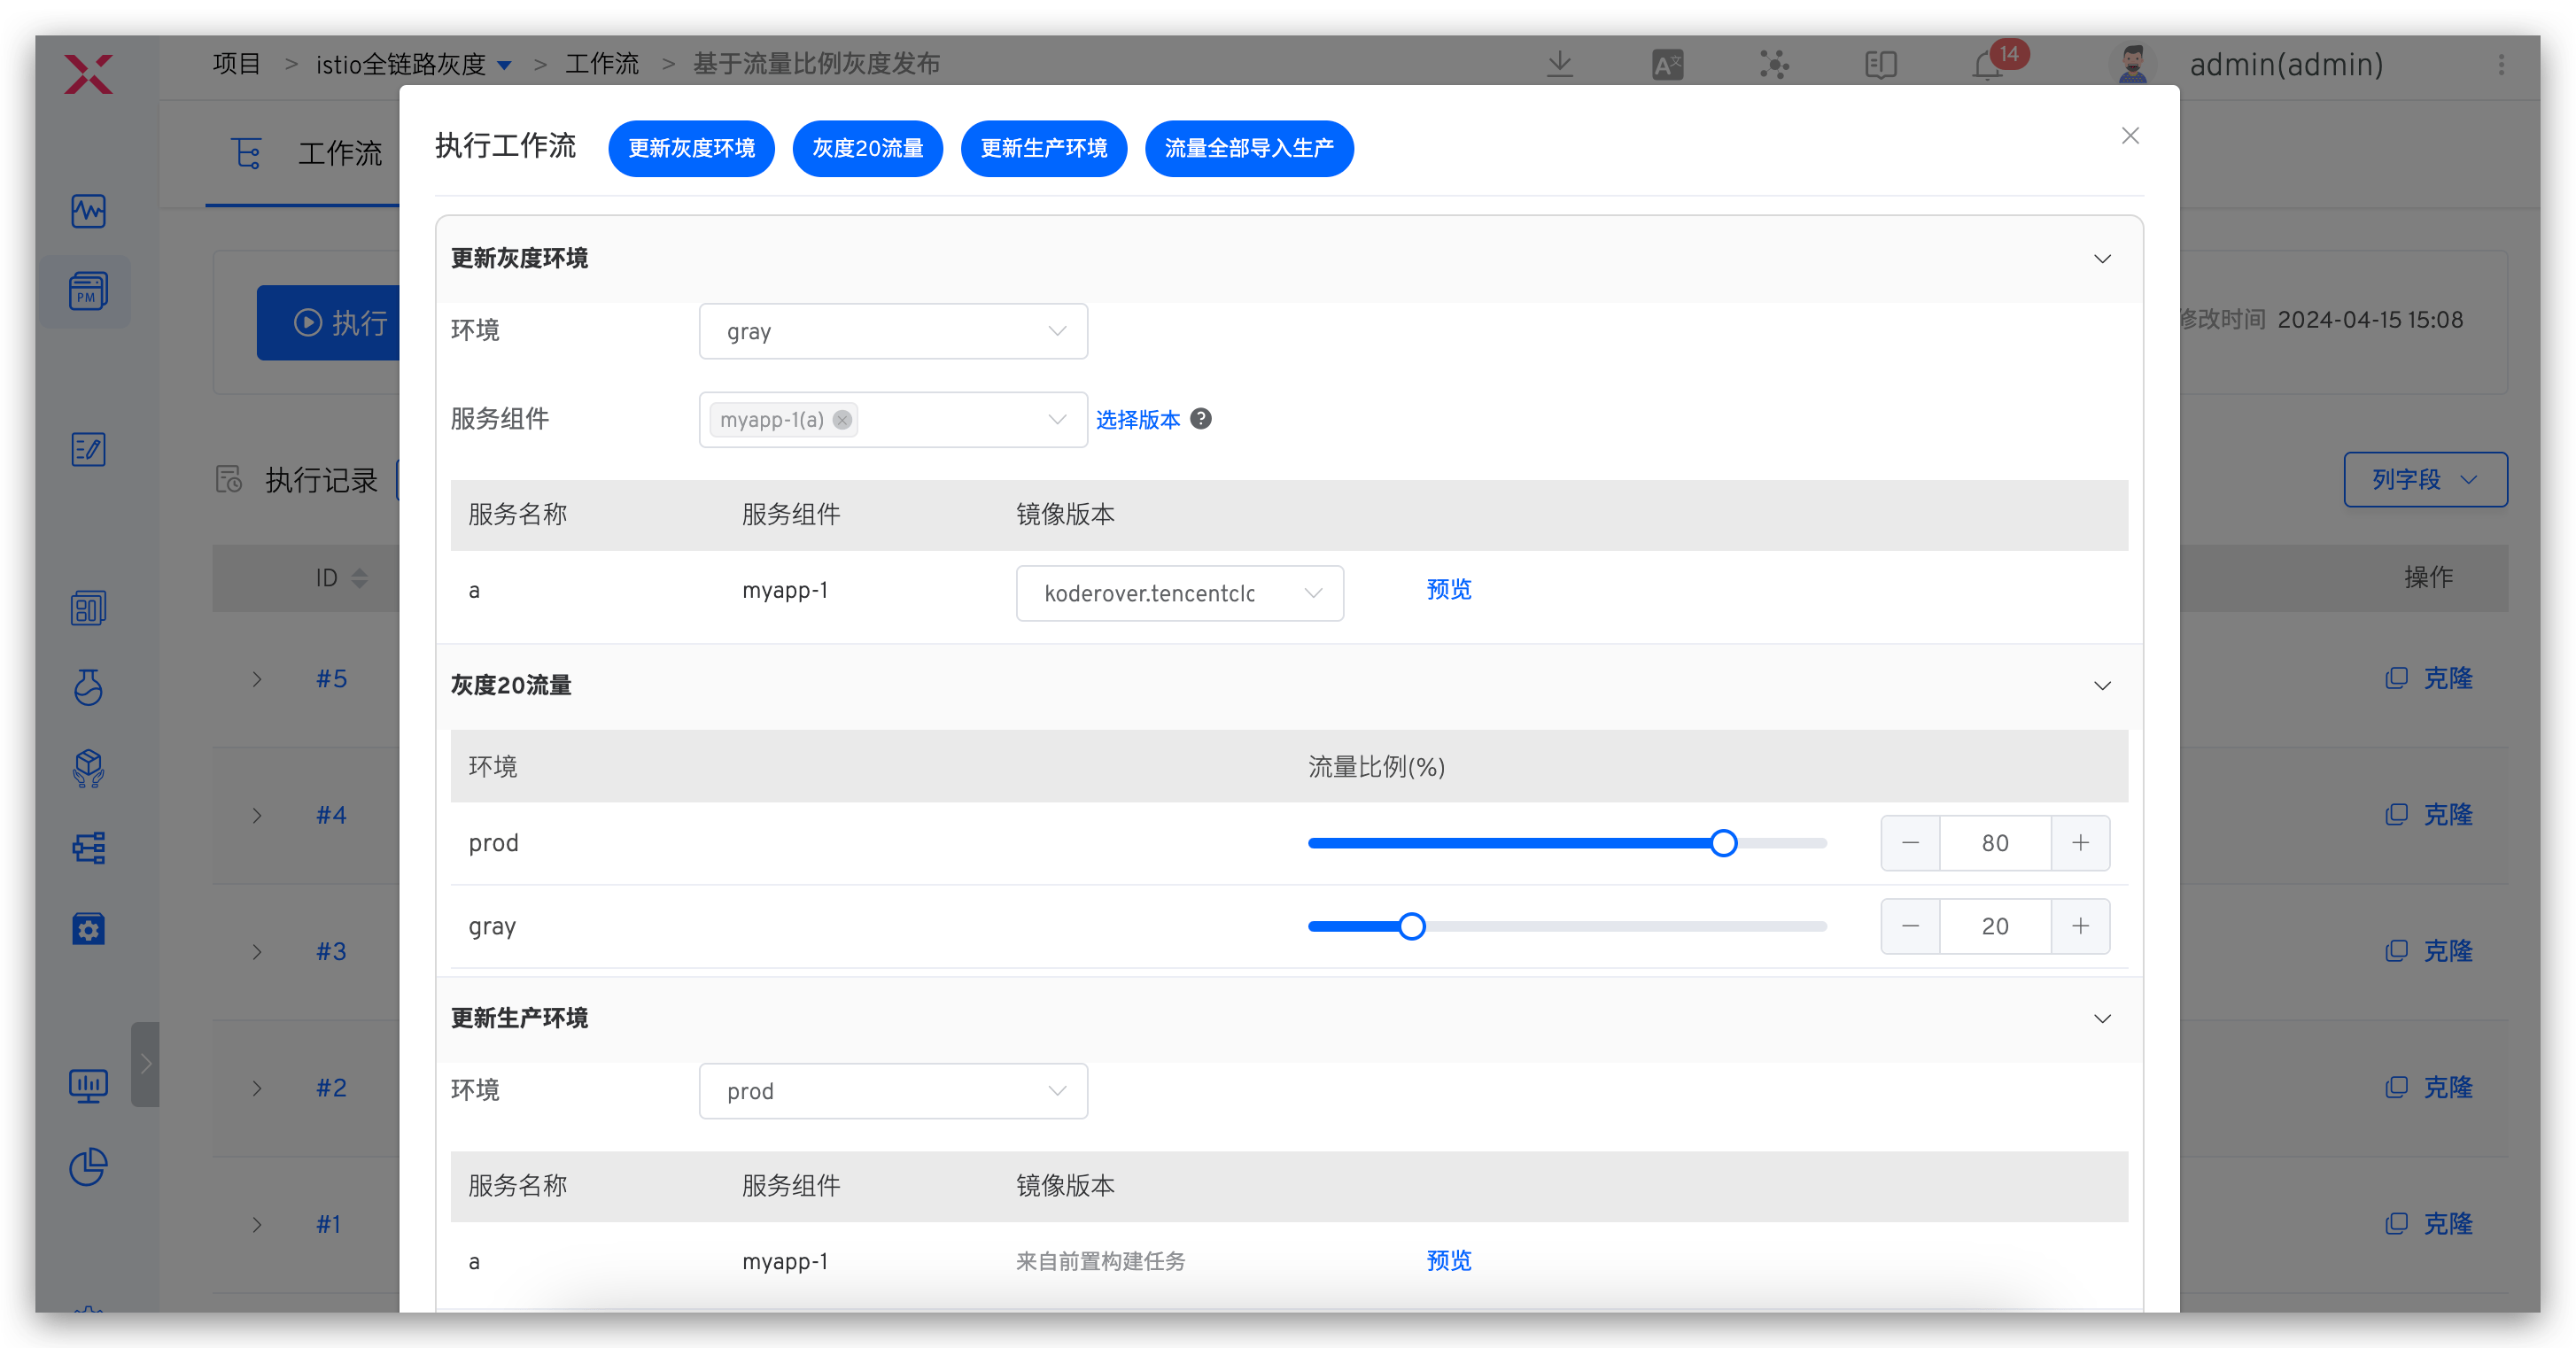 项目 > istio全链路灰度 > 工作流 > 基于流量比例灰度发布
14
admin(admin)
工作流
执行工作流
更新灰度环境
灰度20流量
更新生产环境
流量全部导入生产
PM
执行
修改时间 2024-04-15 15:08
更新灰度环境
环境
gray
服务组件
myapp-1(a)
选择版本
执行记录
列字段
服务名称 服务组件 镜像版本
ID
操作
a myapp-1 koderover.tencentclc 预览
#5
克隆
灰度20流量
环境 流量比例(%)
#4
克隆
prod 80
gray 20
#3
克隆
更新生产环境
环境
prod
#2
克隆
服务名称 服务组件 镜像版本
#1
克隆
a myapp-1 来自前置构建任务 预览